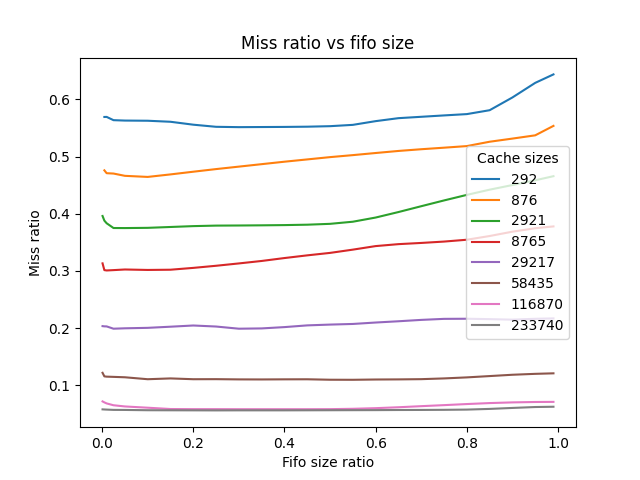 Miss ratio vs fifo size
Miss ratio
0.6
0.5
0.4
0.3
0.2
0.1
Cache sizes
292
876
2921
8765
29217
58435
116870
233740
0.0 0.2 0.4 0.6 0.8 1.0
Fifo size ratio